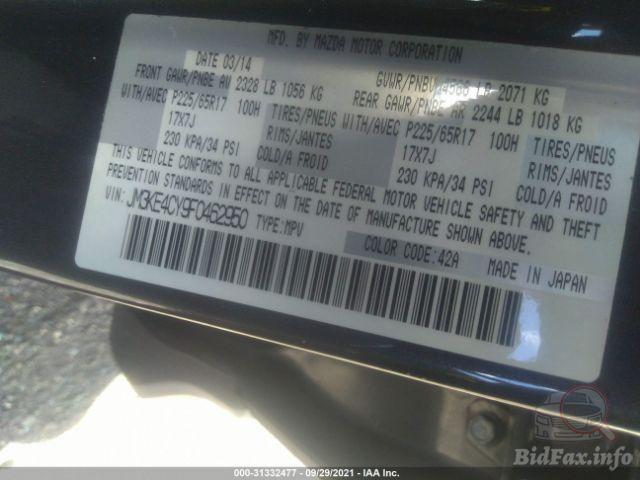 MFD. BY MAZDA MOTOR CORPORATION
DATE 03/14 GVWR/PNBV 4566 LB 2071 KG
FRONT GAWR/PNBE AV 2328 LB 1056 KG REAR GAWR/PNBE AR 2244 LB 1018 KG
WITH/AVEC P225/65R17 100H TIRES/PNEUS WITH/AVEC P225/65R17 100H TIRES/PNEUS
17X7J RIMS/JANTES 17X7J RIMS/JANTES
230 KPA/34 PSI COLD/A FROID 230 KPA/34 PSI COLD/A FROID
THIS VEHICLE CONFORMS TO ALL APPLICABLE FEDERAL MOTOR VEHICLE SAFETY AND THEFT
PREVENTION STANDARDS IN EFFECT ON THE DATE OF MANUFACTURE SHOWN ABOVE.
VIN: JM3KE4CY9F0462950 TYPE: MPV
COLOR CODE: 42A MADE IN JAPAN
000-31332477 - 09/29/2021 - IAA Inc.
BidFax.info